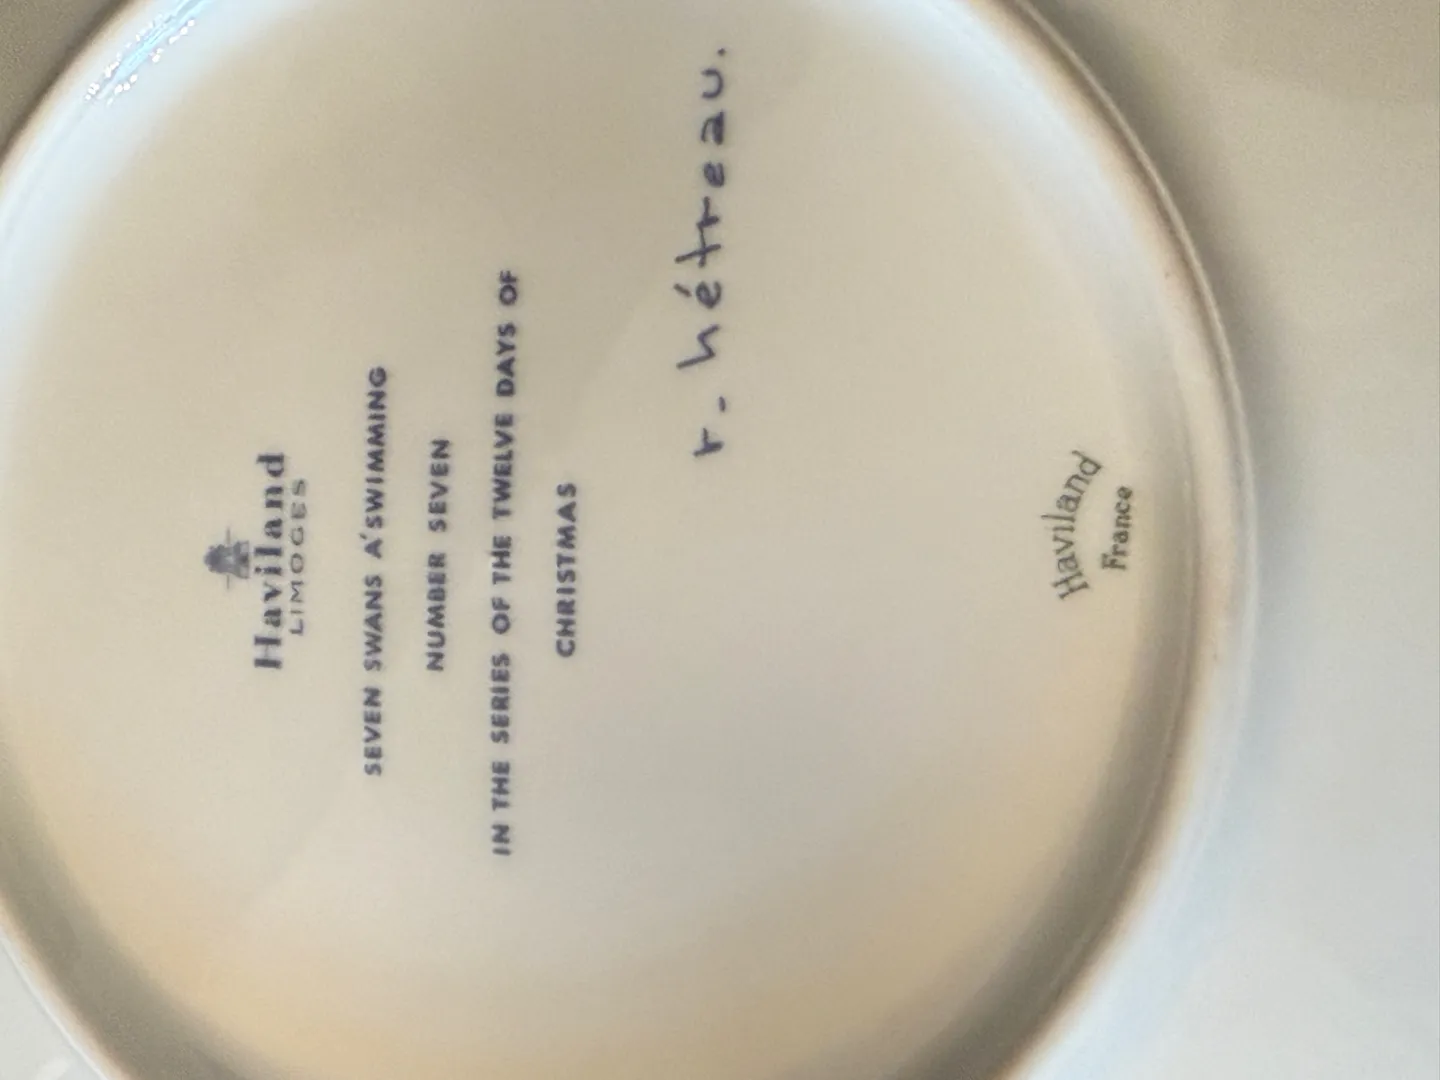 Haviland
LIMOGES
SEVEN SWANS A'SWIMMING
NUMBER SEVEN
IN THE SERIES OF THE TWELVE DAYS OF
CHRISTMAS
r. hétreau.
Haviland
France